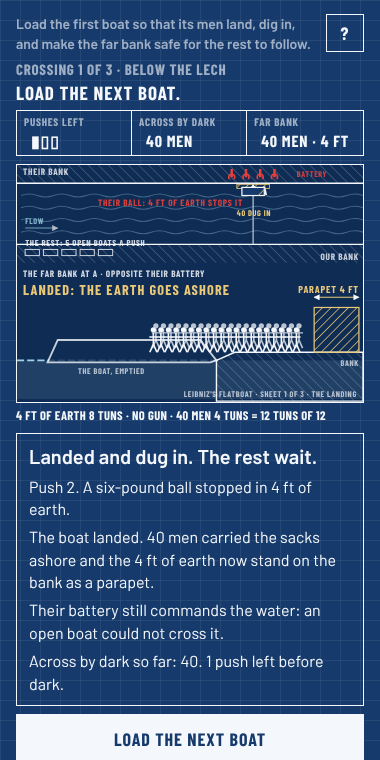 Load the first boat so that its men land, dig in,
and make the far bank safe for the rest to follow.
?
CROSSING 1 OF 3 · BELOW THE LECH
LOAD THE NEXT BOAT.
PUSHES LEFT
ACROSS BY DARK
40 MEN
FAR BANK
40 MEN · 4 FT
THEIR BANK
BATTERY
THEIR BALL: 4 FT OF EARTH STOPS IT
40 DUG IN
FLOW
THE REST: 5 OPEN BOATS A PUSH
OUR BANK
THE FAR BANK AT A · OPPOSITE THEIR BATTERY
LANDED: THE EARTH GOES ASHORE
PARAPET 4 FT
BANK
THE BOAT, EMPTIED
LEIBNIZ'S FLATBOAT · SHEET 1 OF 3 · THE LANDING
4 FT OF EARTH 8 TUNS · NO GUN · 40 MEN 4 TUNS = 12 TUNS OF 12
Landed and dug in. The rest wait.
Push 2. A six-pound ball stopped in 4 ft of
earth.
The boat landed. 40 men carried the sacks
ashore and the 4 ft of earth now stand on the
bank as a parapet.
Their battery still commands the water: an
open boat could not cross it.
Across by dark so far: 40. 1 push left before
dark.
LOAD THE NEXT BOAT